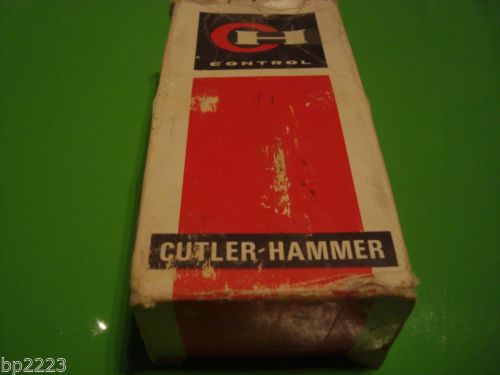 CH
CONTROL
CUTLER-HAMMER
bp2223